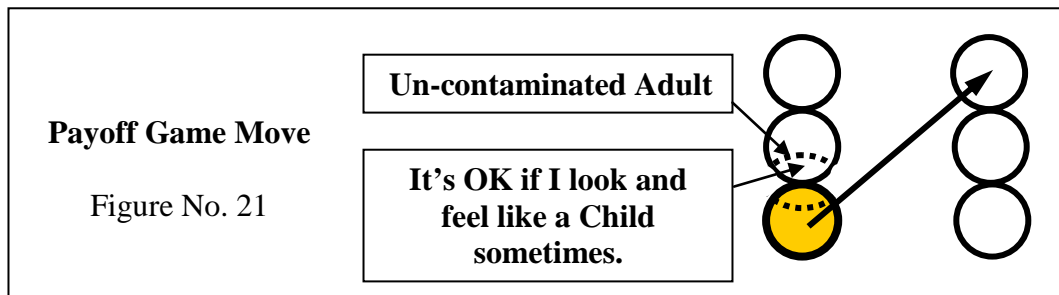 Payoff Game Move
Figure No. 21
Un-contaminated Adult
It’s OK if I look and
feel like a Child
sometimes.